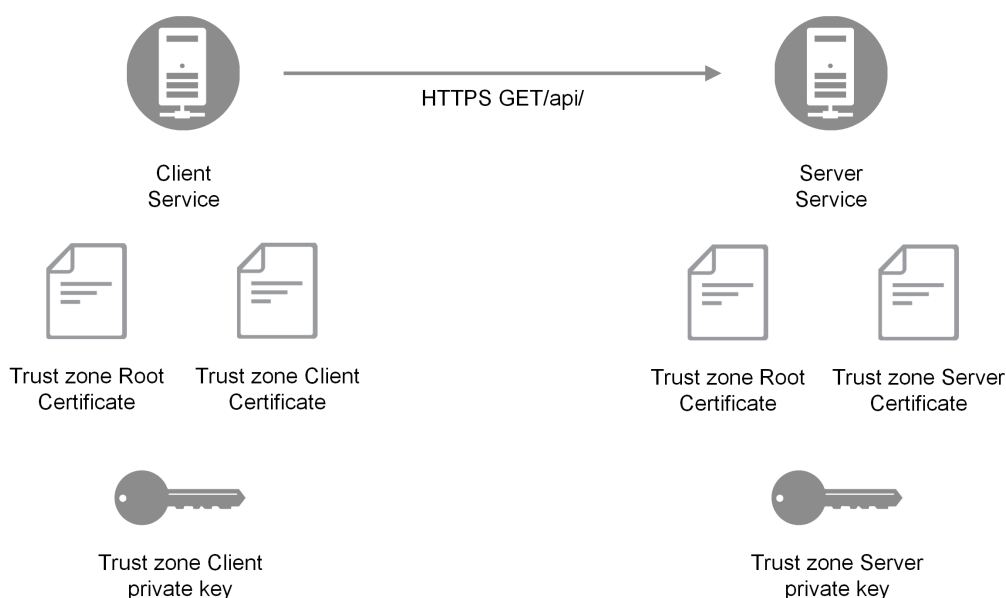 HTTPS GET/api/
Client
Service
Server
Service
Trust zone Root
Certificate
Trust zone Client
Certificate
Trust zone Root
Certificate
Trust zone Server
Certificate
Trust zone Client
private key
Trust zone Server
private key